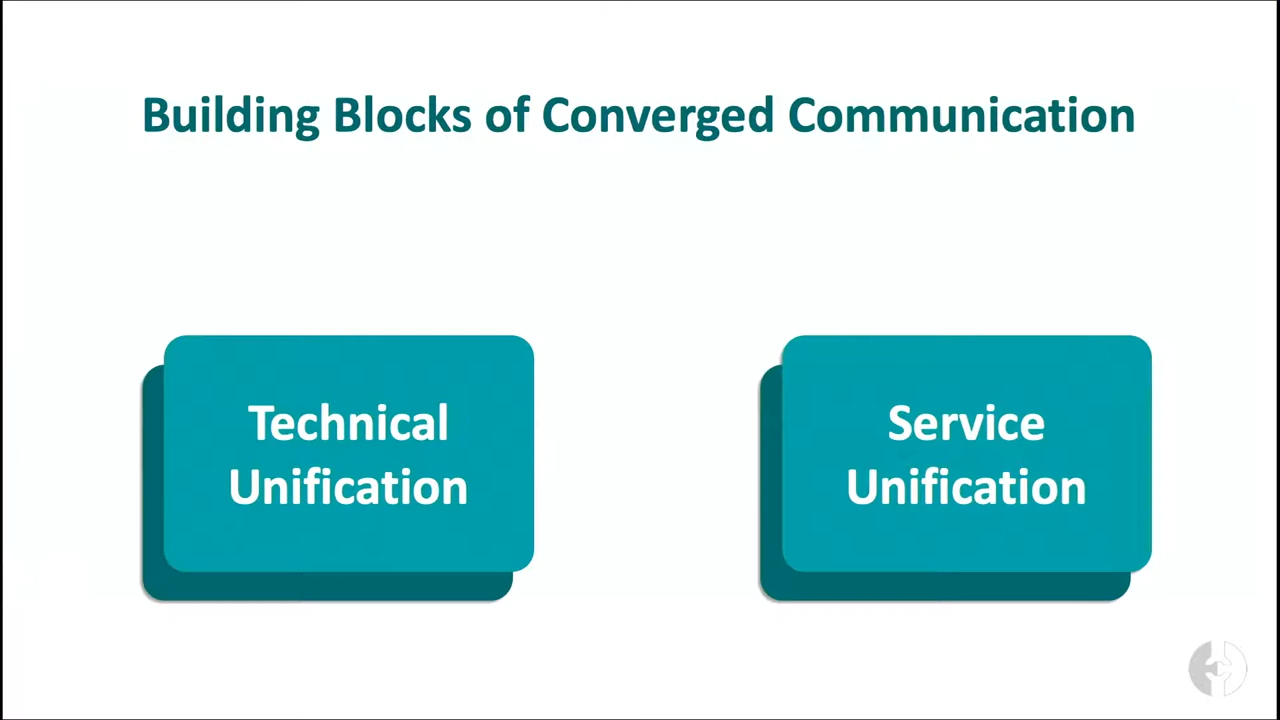 Building Blocks of Converged Communication
Technical
Unification
Service
Unification